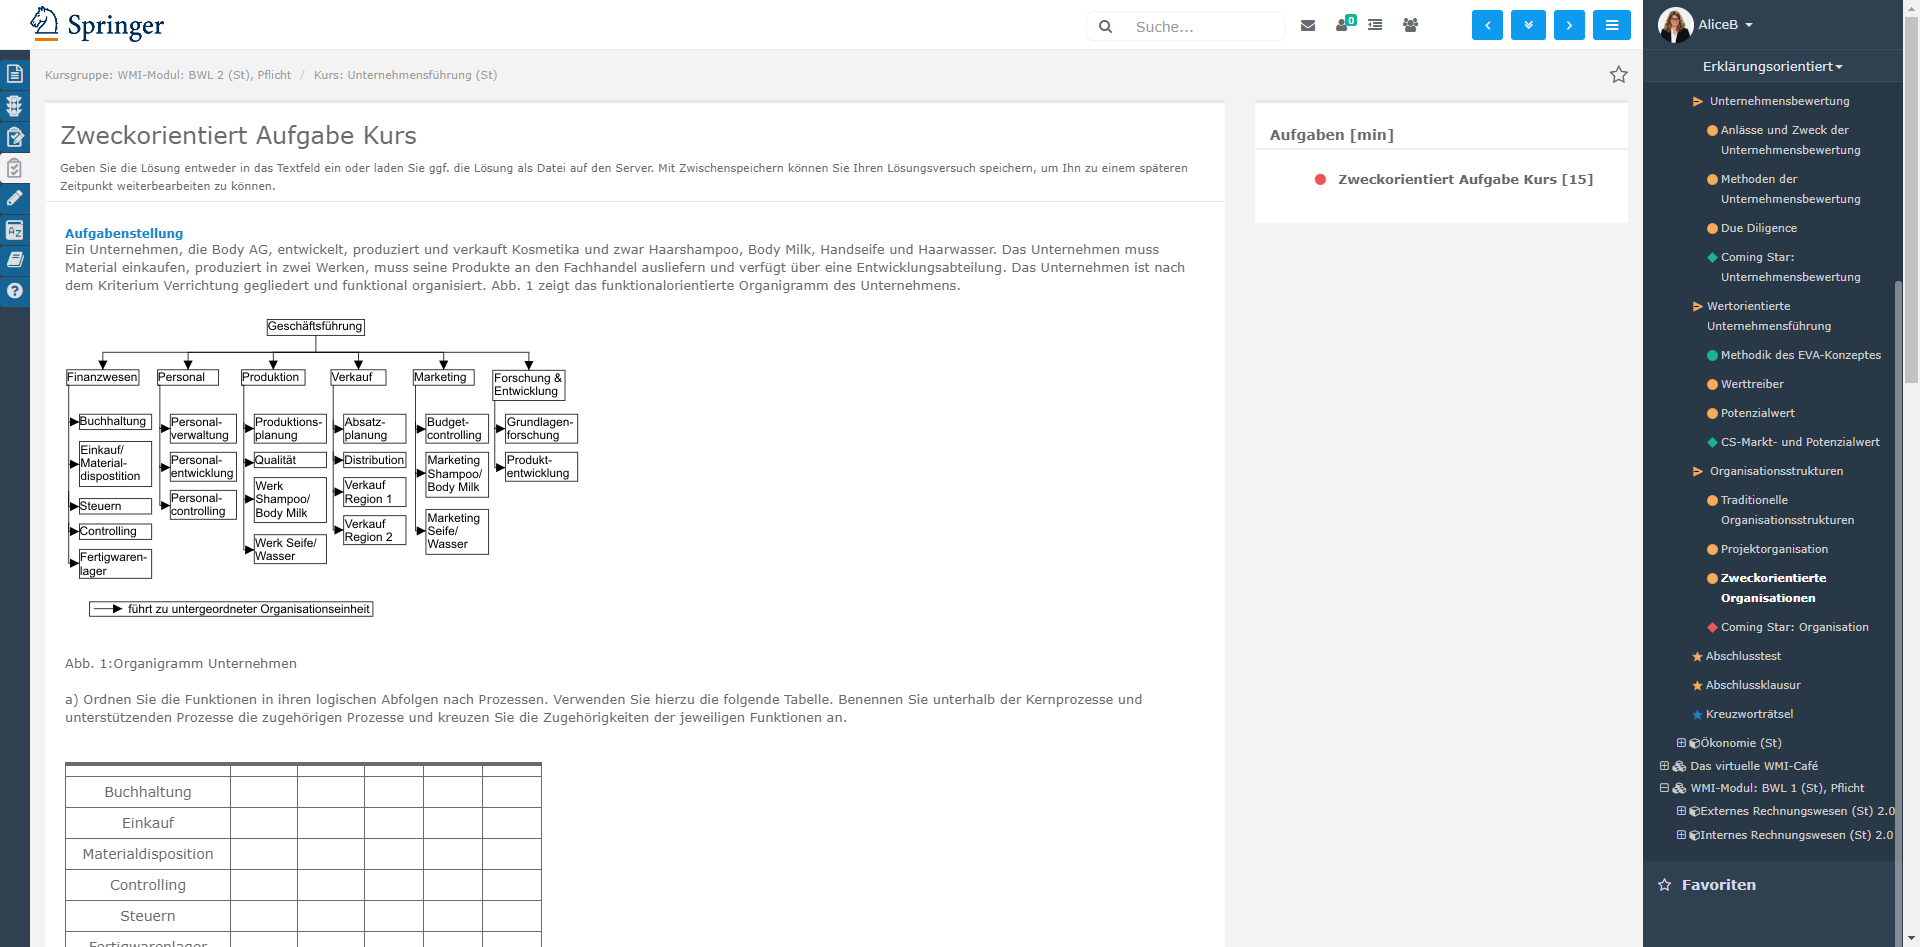 Springer
Suche...
0
AliceB
Kursgruppe: WMI-Modul: BWL 2 (St), Pflicht / Kurs: Unternehmensführung (St)
Zweckorientiert Aufgabe Kurs
Geben Sie die Lösung entweder in das Textfeld ein oder laden Sie ggf. die Lösung als Datei auf den Server. Mit Zwischenspeichern können Sie Ihren Lösungsversuch speichern, um Ihn zu einem späteren
Zeitpunkt weiterbearbeiten zu können.
Aufgabenstellung
Ein Unternehmen, die Body AG, entwickelt, produziert und verkauft Kosmetika und zwar Haarshampoo, Body Milk, Handseife und Haarwasser. Das Unternehmen muss
Material einkaufen, produziert in zwei Werken, muss seine Produkte an den Fachhandel ausliefern und verfügt über eine Entwicklungsabteilung. Das Unternehmen ist nach
dem Kriterium Verrichtung gegliedert und funktional organisiert. Abb. 1 zeigt das funktionalorientierte Organigramm des Unternehmens.
Geschäftsführung
Finanzwesen
Buchhaltung
Einkauf/
Material-
dispostition
Steuern
Controlling
Fertigwaren-
lager
Personal
Personal-
verwaltung
Personal-
entwicklung
Personal-
controlling
Produktion
Produktions-
planung
Qualität
Werk
Shampoo/
Body Milk
Werk Seife/
Wasser
Verkauf
Absatz-
planung
Distribution
Verkauf
Region 1
Verkauf
Region 2
Marketing
Budget-
controlling
Marketing
Shampoo/
Body Milk
Marketing
Seife/
Wasser
Forschung &
Entwicklung
Grundlagen-
forschung
Produkt-
entwicklung
führt zu untergeordneter Organisationseinheit
Abb. 1:Organigramm Unternehmen
a) Ordnen Sie die Funktionen in ihren logischen Abfolgen nach Prozessen. Verwenden Sie hierzu die folgende Tabelle. Benennen Sie unterhalb der Kernprozesse und
unterstützenden Prozesse die zugehörigen Prozesse und kreuzen Sie die Zugehörigkeiten der jeweiligen Funktionen an.
Buchhaltung
Einkauf
Materialdisposition
Controlling
Steuern
Fertigwarenlager
Aufgaben [min]
Zweckorientiert Aufgabe Kurs [15]
Erklärungsorientiert
Unternehmensbewertung
Anlässe und Zweck der
Unternehmensbewertung
Methoden der
Unternehmensbewertung
Due Diligence
Coming Star:
Unternehmensbewertung
Wertorientierte
Unternehmensführung
Methodik des EVA-Konzeptes
Werttreiber
Potenzialwert
CS-Markt- und Potenzialwert
Organisationsstrukturen
Traditionelle
Organisationsstrukturen
Projektorganisation
Zweckorientierte
Organisationen
Coming Star: Organisation
Abschlusstest
Abschlussklausur
Kreuzworträtsel
Ökonomie (St)
Das virtuelle WMI-Café
WMI-Modul: BWL 1 (St), Pflicht
Externes Rechnungswesen (St) 2.0
Internes Rechnungswesen (St) 2.0
Favoriten